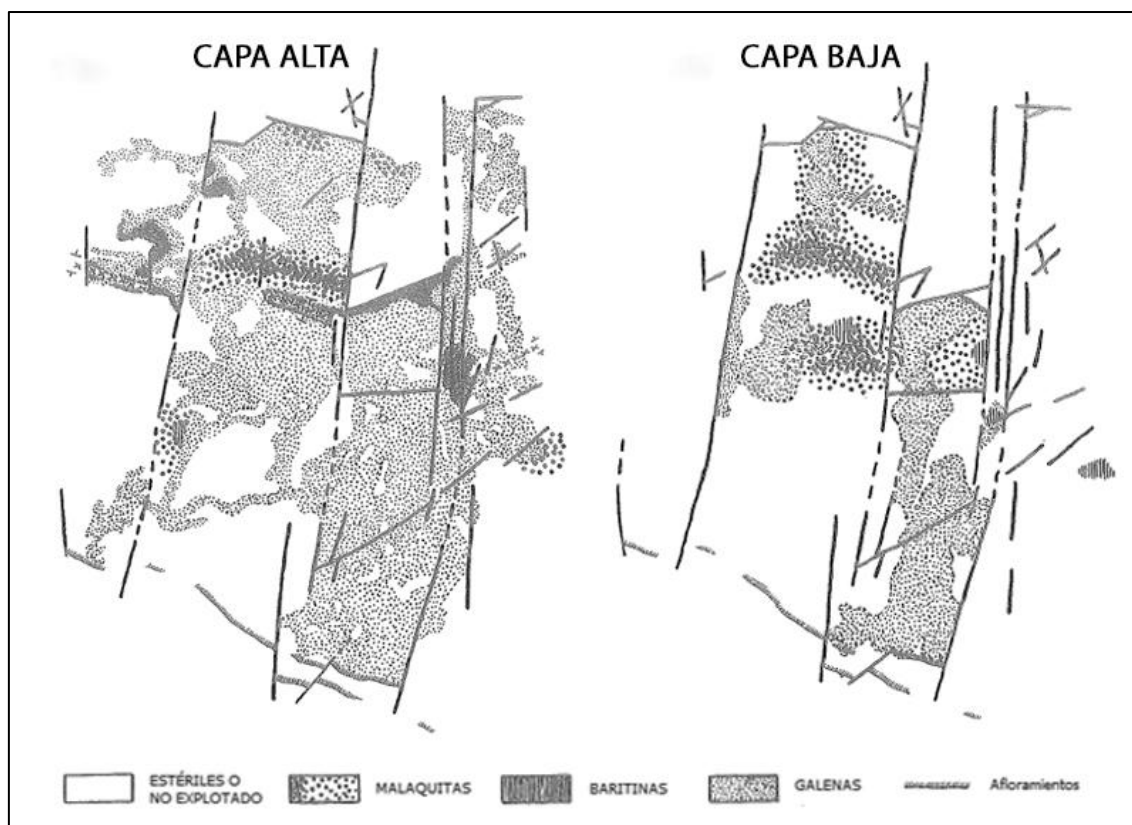 CAPA ALTA
CAPA BAJA
ESTÉRILES O
NO EXPLOTADO
MALAQUITAS
BARITINAS
GALENAS
Afloramientos